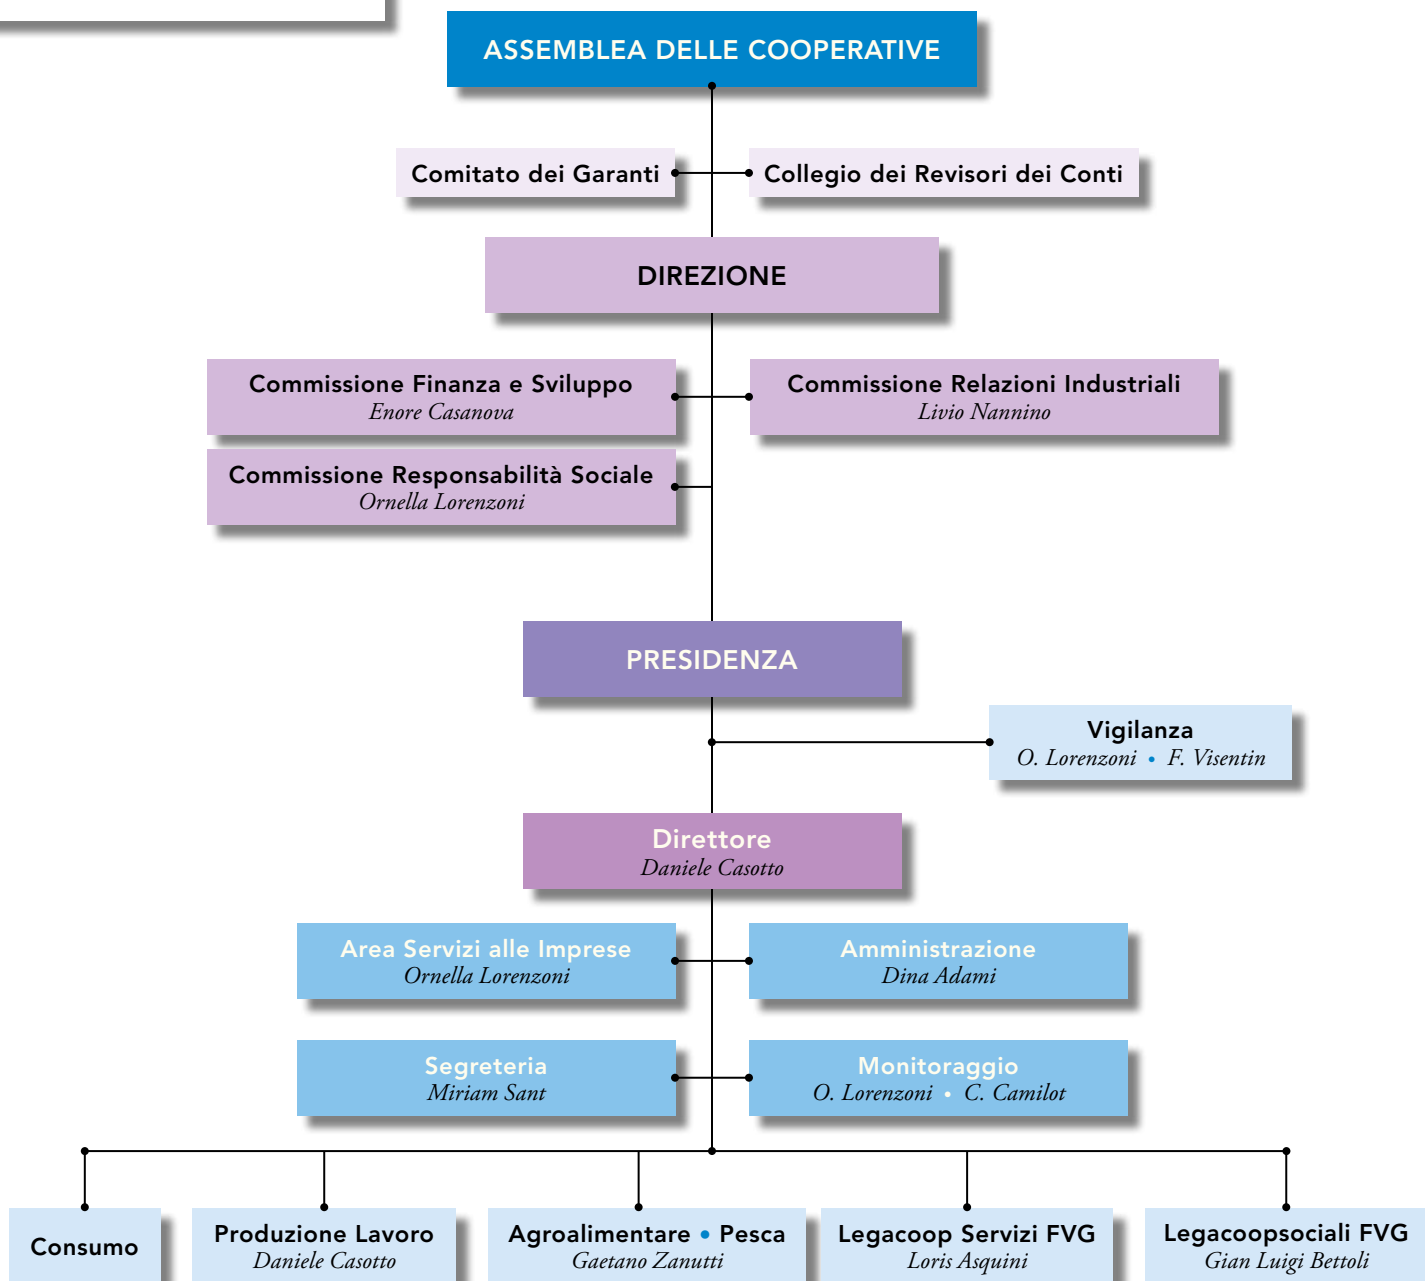 ASSEMBLEA DELLE COOPERATIVE
Comitato dei Garanti
Collegio dei Revisori dei Conti
DIREZIONE
Commissione Finanza e Sviluppo
Enore Casanova
Commissione Relazioni Industriali
Livio Nannino
Commissione Responsabilità Sociale
Ornella Lorenzoni
PRESIDENZA
Vigilanza
O. Lorenzoni • F. Visentin
Direttore
Daniele Casotto
Area Servizi alle Imprese
Ornella Lorenzoni
Amministrazione
Dina Adami
Segreteria
Miriam Sant
Monitoraggio
O. Lorenzoni • C. Camilot
Consumo
Produzione Lavoro
Daniele Casotto
Agroalimentare • Pesca
Gaetano Zanutti
Legacoop Servizi FVG
Loris Asquini
Legacoopsociali FVG
Gian Luigi Bettoli